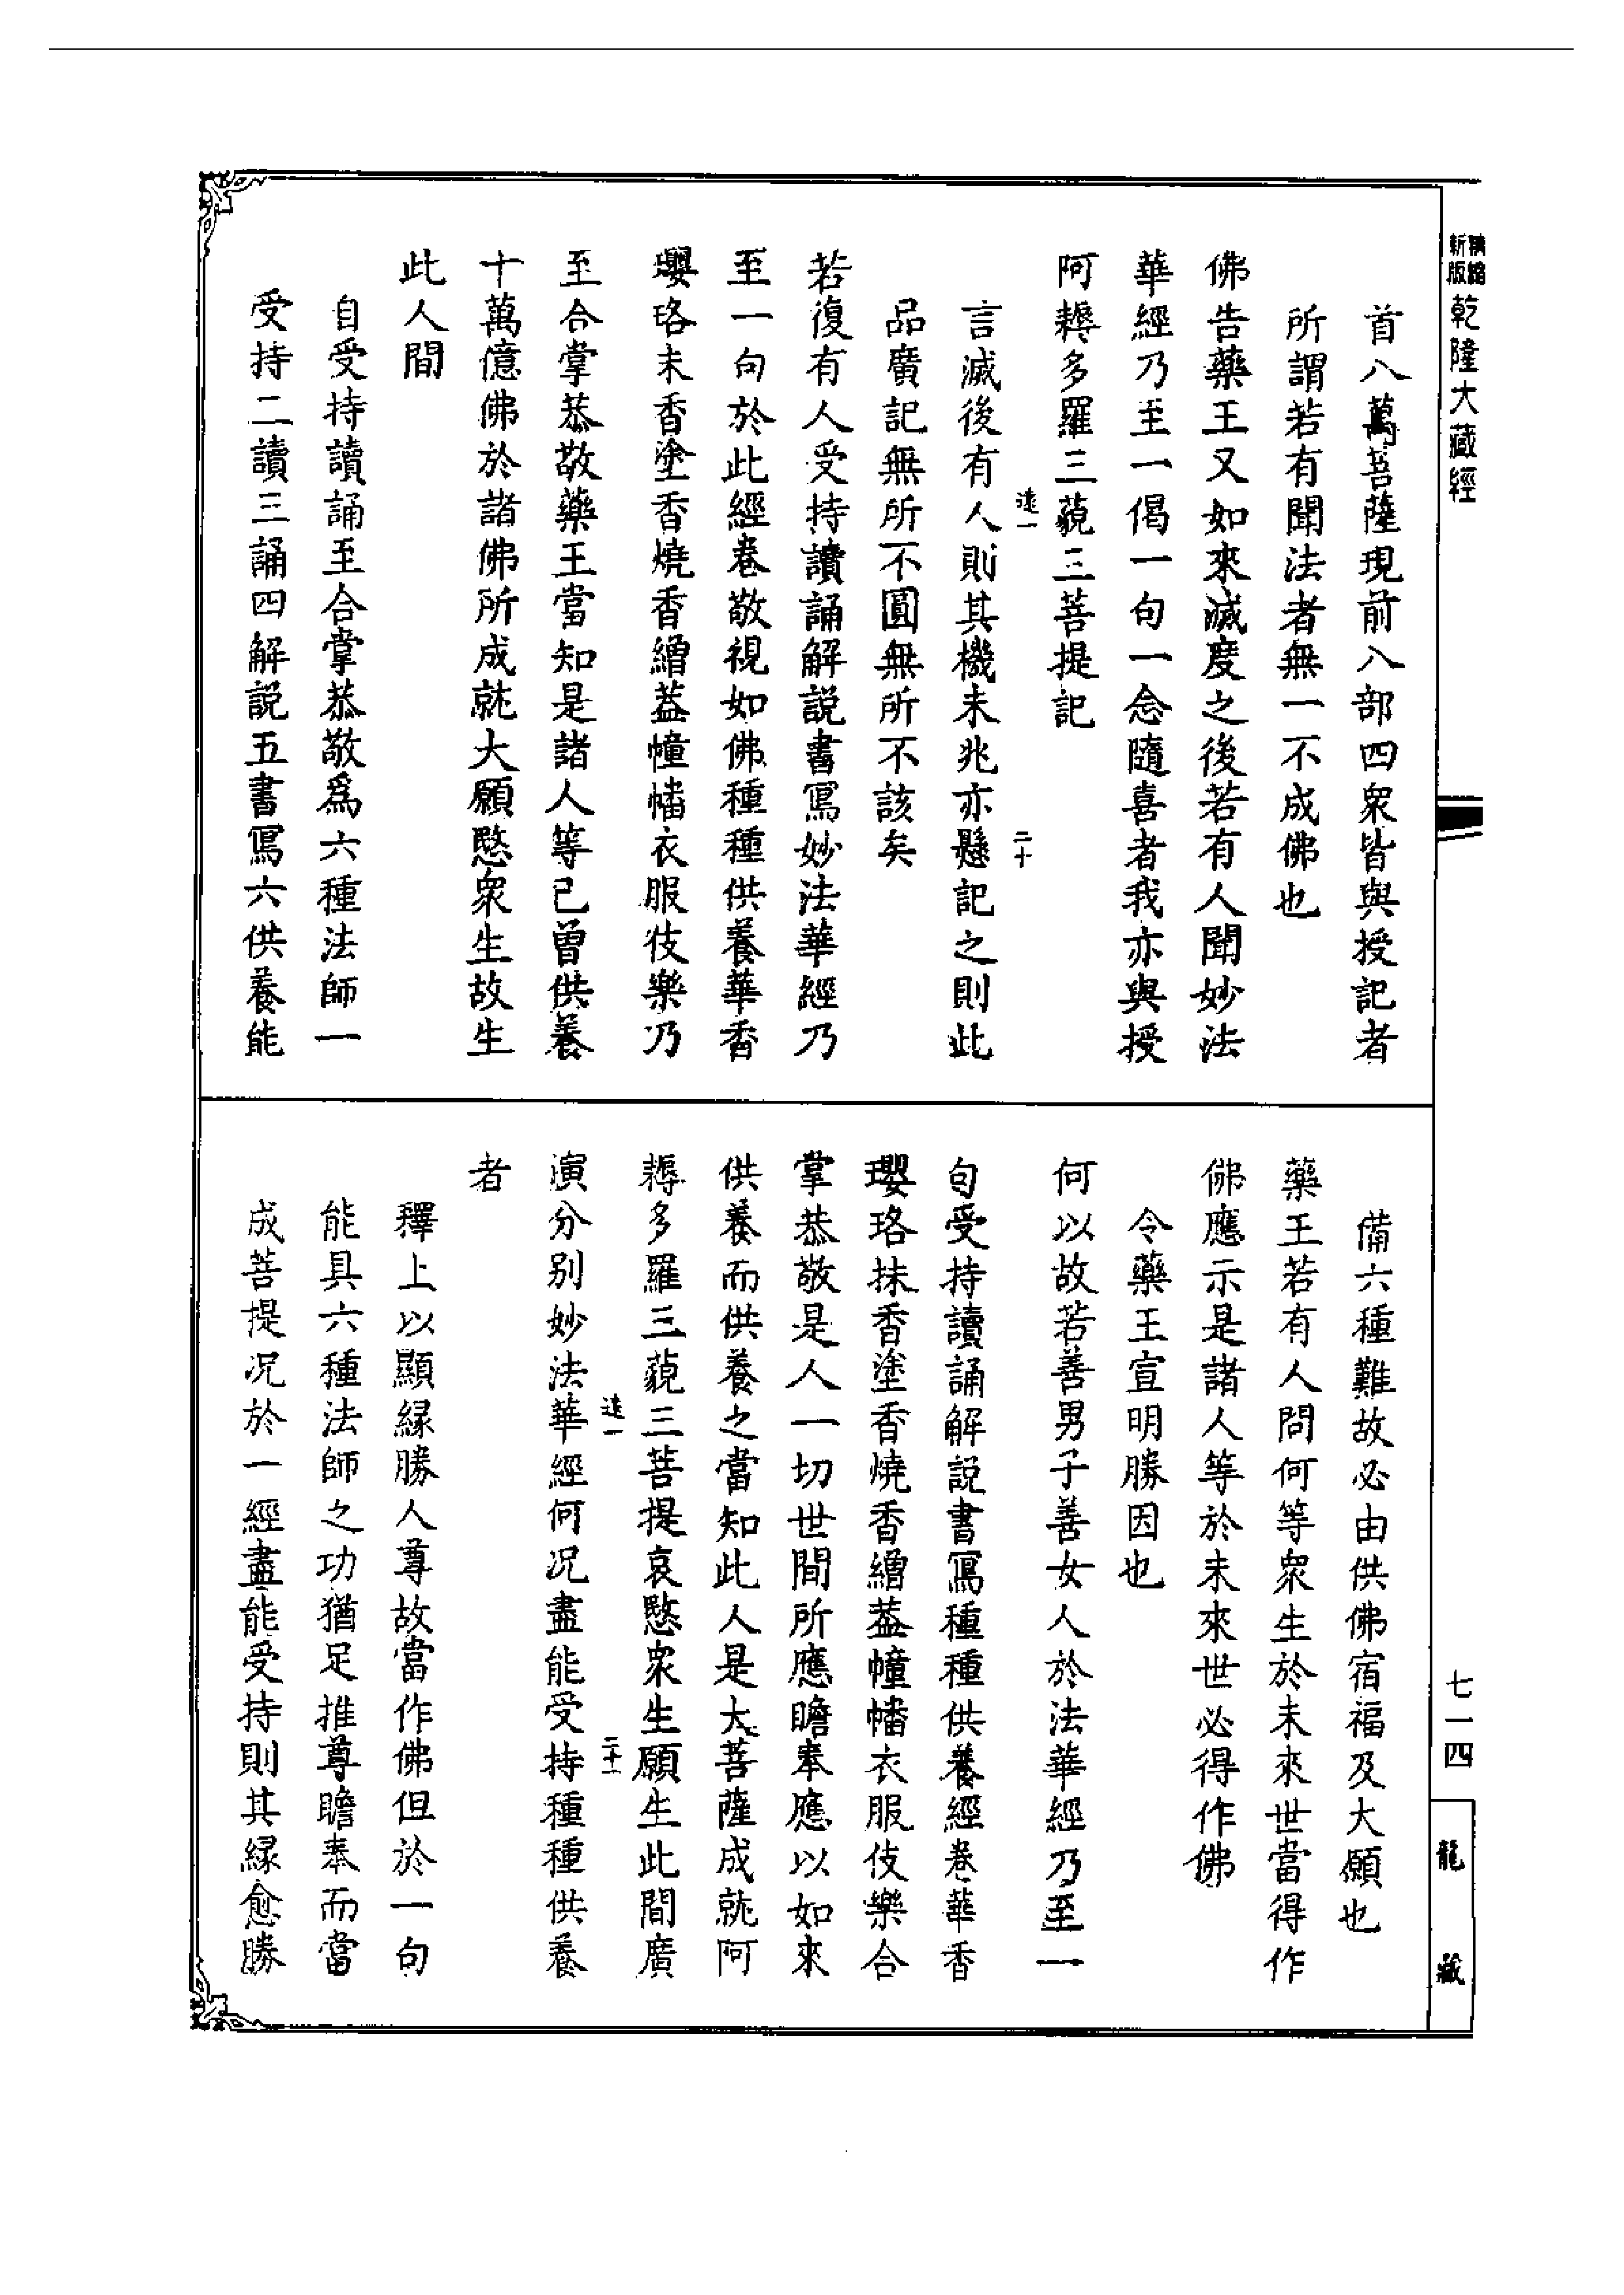 精縮
新版
乾隆大藏經
首八萬菩薩現前八部四衆皆與授記者
所謂若有聞法者無一不成佛也
佛告藥王又如來滅度之後若有人聞妙法
華經乃至一偈一句一念隨喜者我亦與授
阿耨多羅三藐三菩提記
遠一
二十
言滅後有人則其機未兆亦懸記之則此
品廣記無所不圓無所不該矣
若復有人受持讀誦解説書寫妙法華經乃
至一句於此經卷敬視如佛種種供養華香
瓔珞末香塗香燒香繒葢幢幡衣服伎樂乃
至合掌恭敬藥王當知是諸人等已曾供養
十萬億佛於諸佛所成就大願愍衆生故生
此人間
自受持讀誦至合掌恭敬爲六種法師一
受持二讀三誦四解説五書寫六供養能
備六種難故必由供佛宿福及大願也
藥王若有人問何等衆生於未來世當得作
佛應示是諸人等於未來世必得作佛
令藥王宣明勝因也
何以故若善男子善女人於法華經乃至一
句受持讀誦解説書寫種種供養經卷華香
瓔珞抹香塗香燒香繒葢幢幡衣服伎樂合
掌恭敬是人一切世間所應瞻奉應以如來
供養而供養之當知此人是大菩薩成就阿
耨多羅三藐三菩提哀愍衆生願生此間廣
遠一
二十一
演分别妙法華經何况盡能受持種種供養
者
釋上以顯緣勝人尊故當作佛但於一句
能具六種法師之功猶足推尊瞻奉而當
成菩提况於一經盡能受持則其緣愈勝
七一四
龍藏